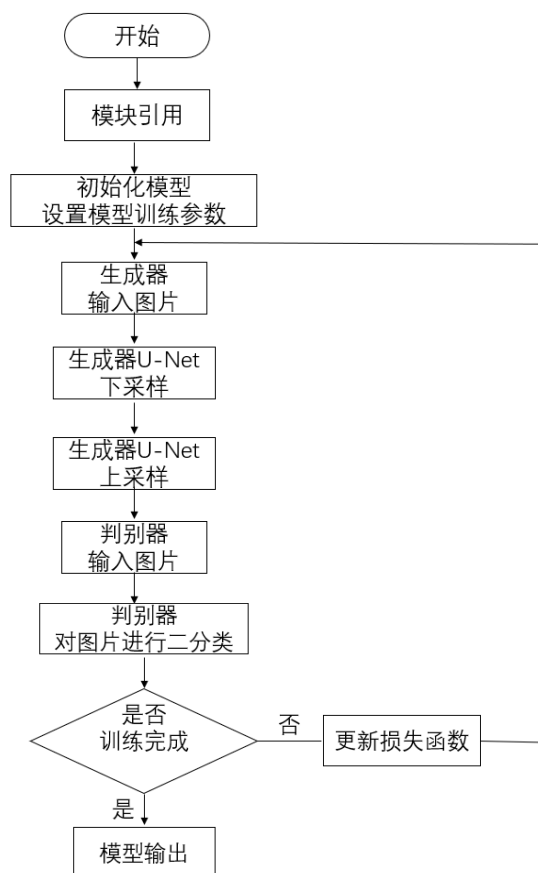 开始
模块引用
初始化模型
设置模型训练参数
生成器
输入图片
生成器U-Net
下采样
生成器U-Net
上采样
判别器
输入图片
判别器
对图片进行二分类
是否
训练完成
否
更新损失函数
是
模型输出